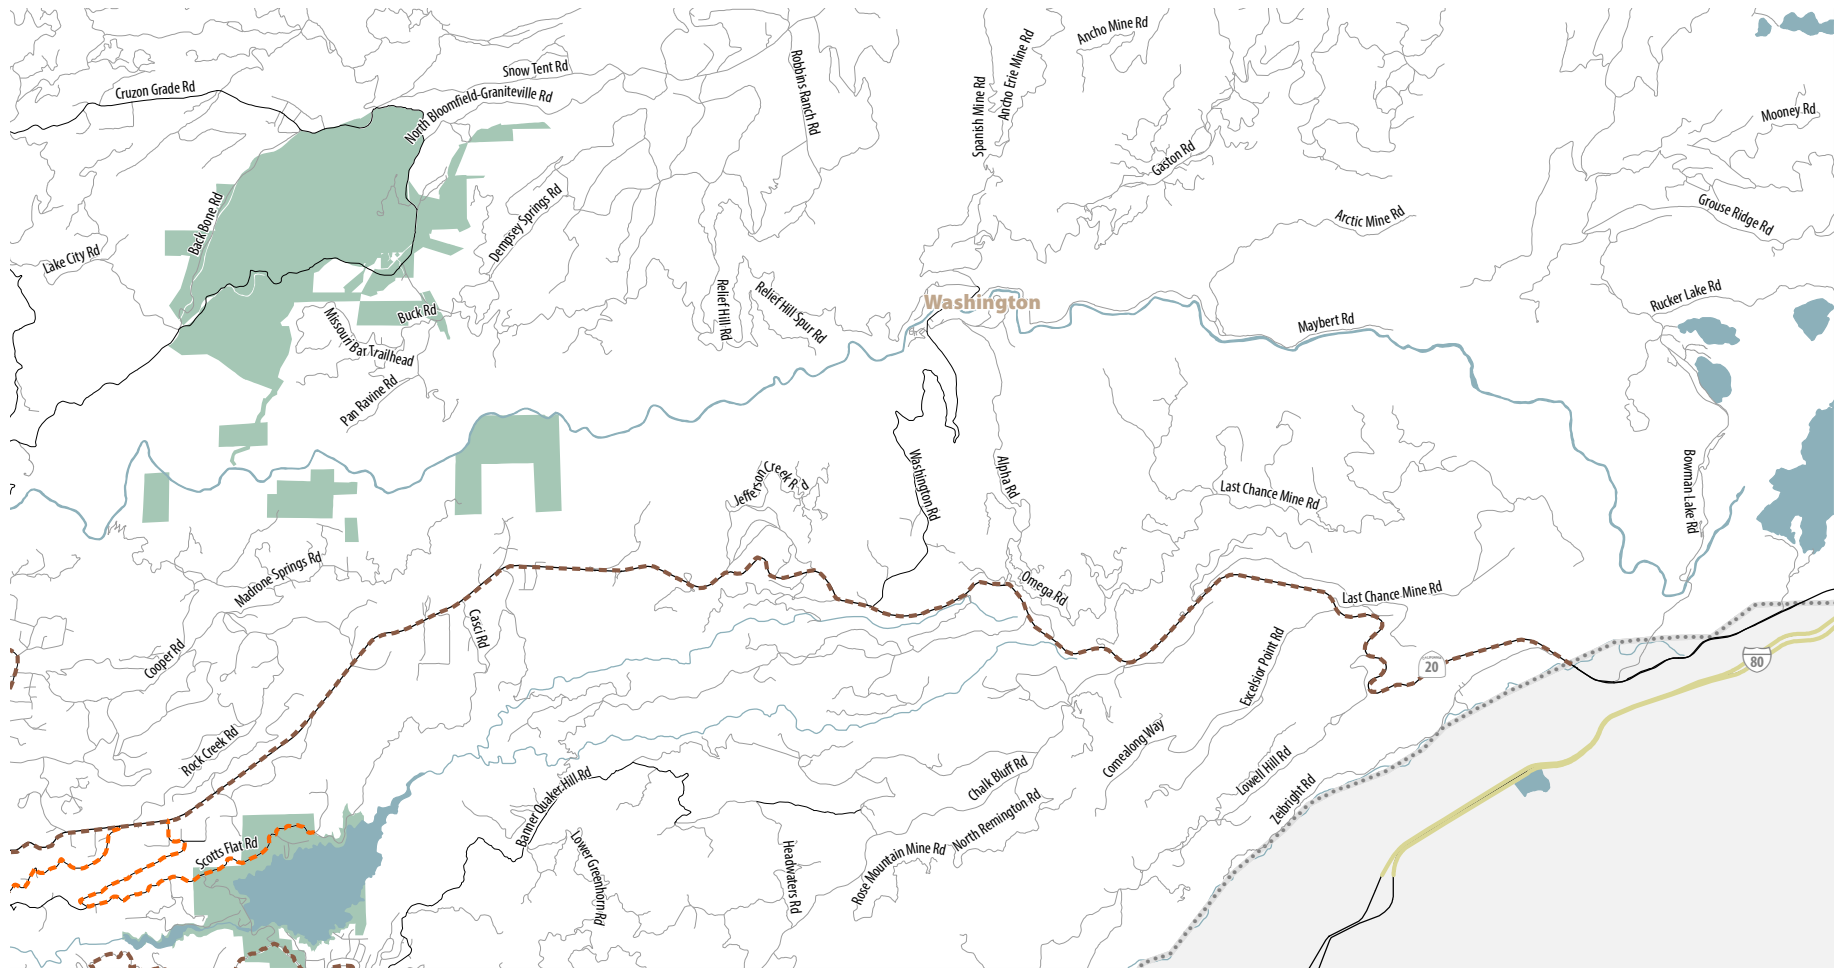 Ancho Mine Rd
Snow Tent Rd
Cruzon Grade Rd
North Bloomfield-Graniteville Rd
Robbins Ranch Rd
Ancho Erie Mine Rd
Spanish Mine Rd
Mooney Rd
Gaston Rd
Back Bone Rd
Dempsey Springs Rd
Arctic Mine Rd
Grouse Ridge Rd
Lake City Rd
Relief Hill Rd
Relief Hill Spur Rd
Washington
Rucker Lake Rd
Buck Rd
Missouri Bar Trailhead
Maybert Rd
Pan Ravine Rd
Jefferson Creek Rd
Washington Rd
Alpha Rd
Last Chance Mine Rd
Bowman Lake Rd
Madrone Springs Rd
Omega Rd
Last Chance Mine Rd
Casci Rd
Cooper Rd
Excelsior Point Rd
20
80
Rock Creek Rd
Comealong Way
Chalk Bluff Rd
Lowell Hill Rd
Zeibright Rd
Banner Quaker Hill Rd
North Remington Rd
Scotts Flat Rd
Lower Greenhorn Rd
Headwaters Rd
Rose Mountain Mine Rd